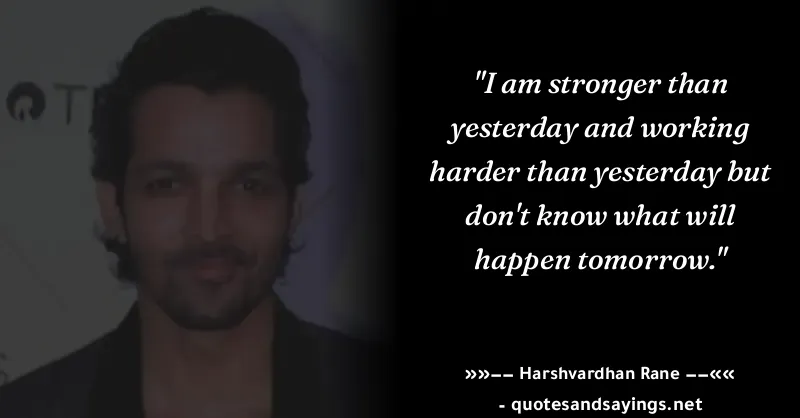 "I am stronger than
yesterday and working
harder than yesterday but
don't know what will
happen tomorrow."
»»−− Harshvardhan Rane −−««
- quotesandsayings.net